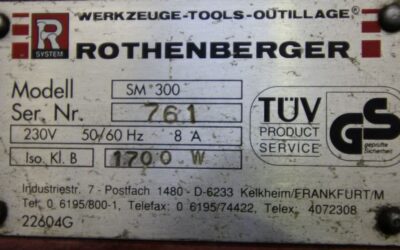 WERKZEUGE-TOOLS-OUTILLAGE®
R
SYSTEM
ROTHENBERGER
Modell SM 300
Ser. Nr. 761
230V 50/60 Hz 8 A
Iso. Kl. B 1700 W
TÜV
PRODUCT
SERVICE
GS
geprüfte
Sicherheit
Industriestr. 7 - Postfach 1480 - D-6233 Kelkheim/FRANKFURT/M
Tel: 0 6195/800-1, Telefax: 0 6195/74422, Telex: 4072308
22604G